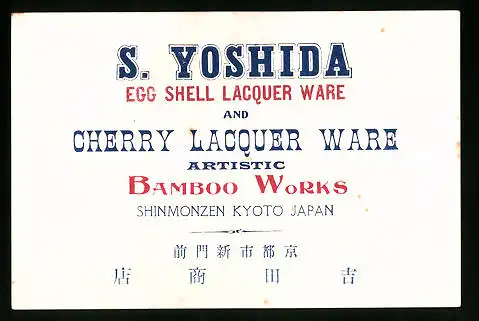 S. YOSHIDA
EGG SHELL LACQUER WARE
AND
CHERRY LACQUER WARE
ARTISTIC
BAMBOO WORKS
SHINMONZEN KYOTO JAPAN
京都市新門前
吉田商店